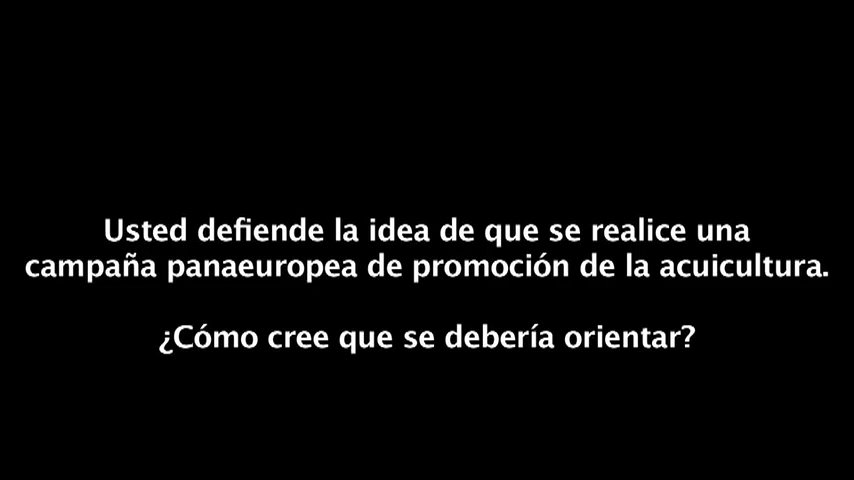 Usted defiende la idea de que se realice una
campaña panaeuropea de promoción de la acuicultura.
¿Cómo cree que se debería orientar?